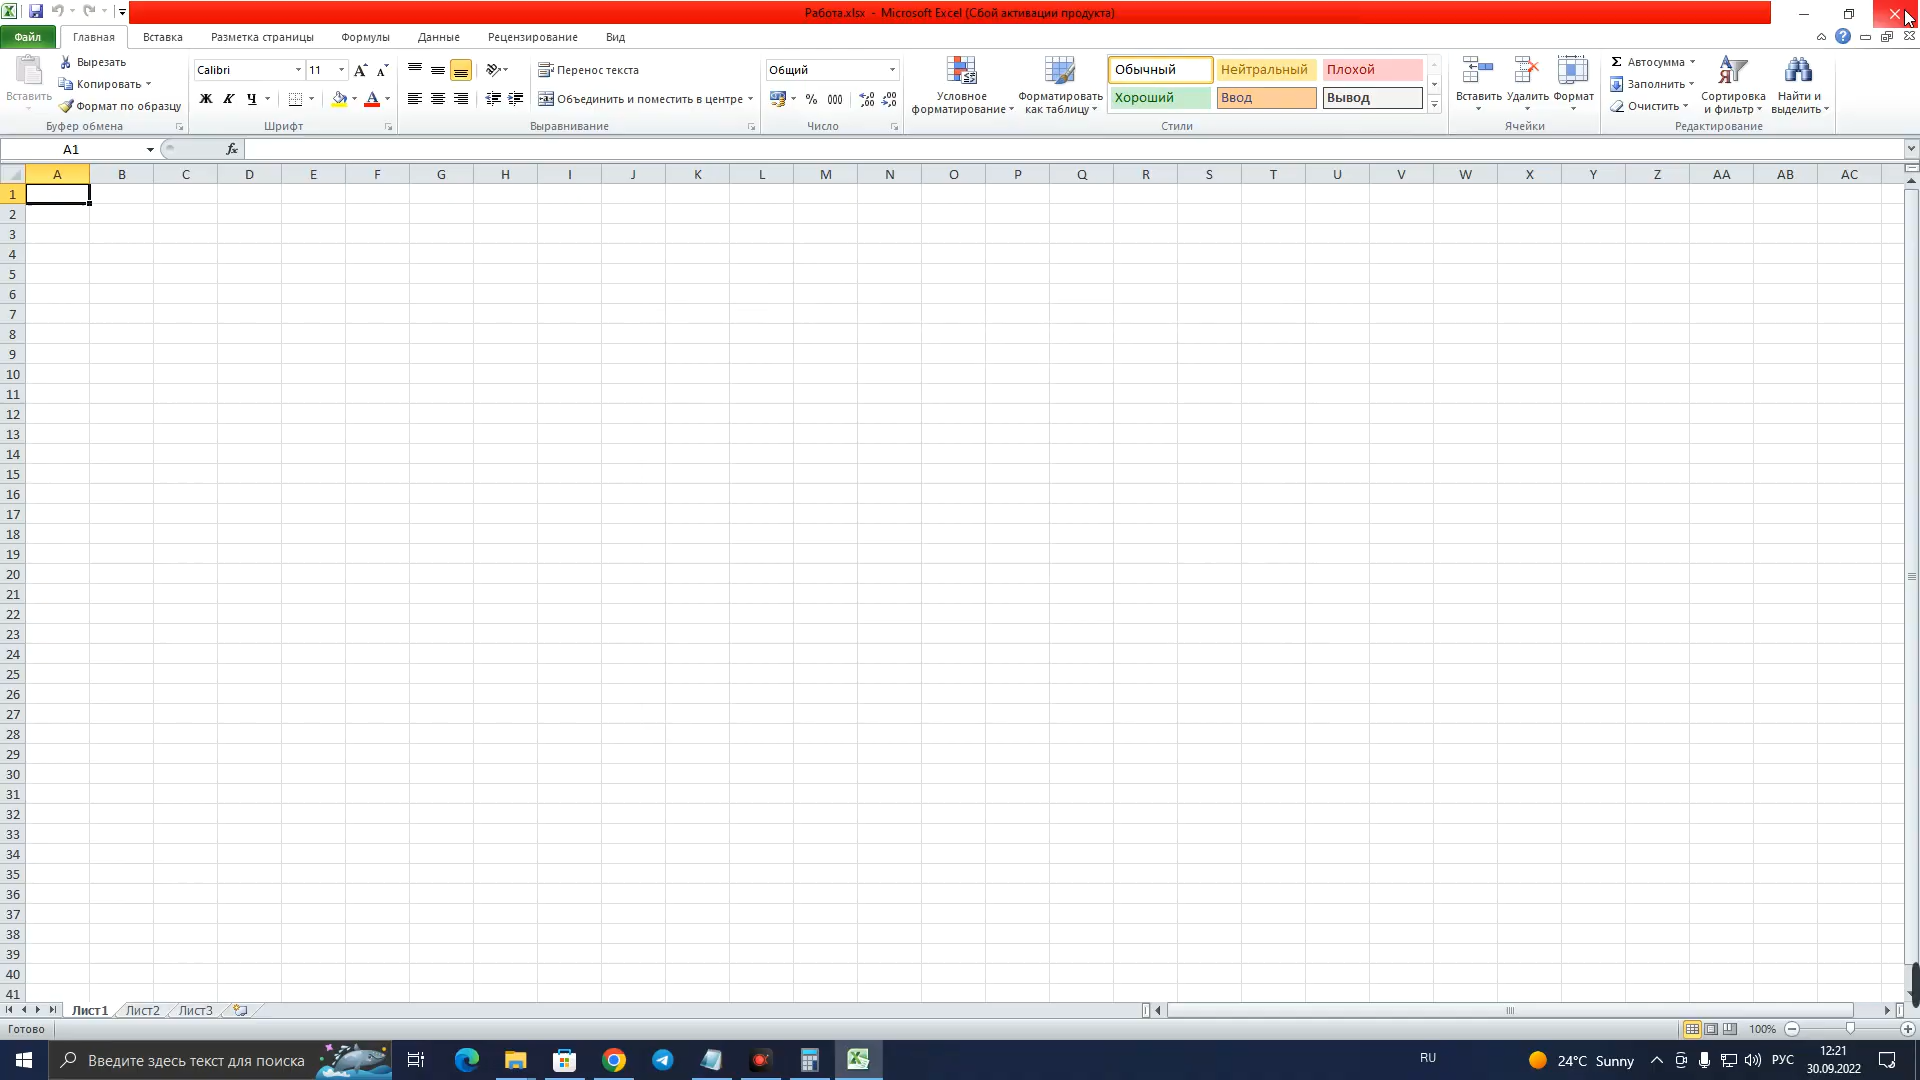 Работа.xlsx - Microsoft Excel (Сбой активации продукта)
Файл Главная Вставка Разметка страницы Формулы Данные Рецензирование Вид
Вставить
Вырезать
Копировать
Формат по образцу
Буфер обмена
Calibri 11
Ж К Ч
Шрифт
Перенос текста
Объединить и поместить в центре
Выравнивание
Общий
% 000
Число
Условное форматирование
Форматировать как таблицу
Обычный Нейтральный Плохой
Хороший Ввод Вывод
Стили
Вставить Удалить Формат
Ячейки
Σ Автосумма
Заполнить
Очистить
Сортировка и фильтр
Найти и выделить
Редактирование
A1 fx
A B C D E F G H I J K L M N O P Q R S T U V W X Y Z AA AB AC
1
2
3
4
5
6
7
8
9
10
11
12
13
14
15
16
17
18
19
20
21
22
23
24
25
26
27
28
29
30
31
32
33
34
35
36
37
38
39
40
41
Лист1 Лист2 Лист3
Готово 100%
Введите здесь текст для поиска
RU
24°C Sunny
РУС
12:21
30.09.2022